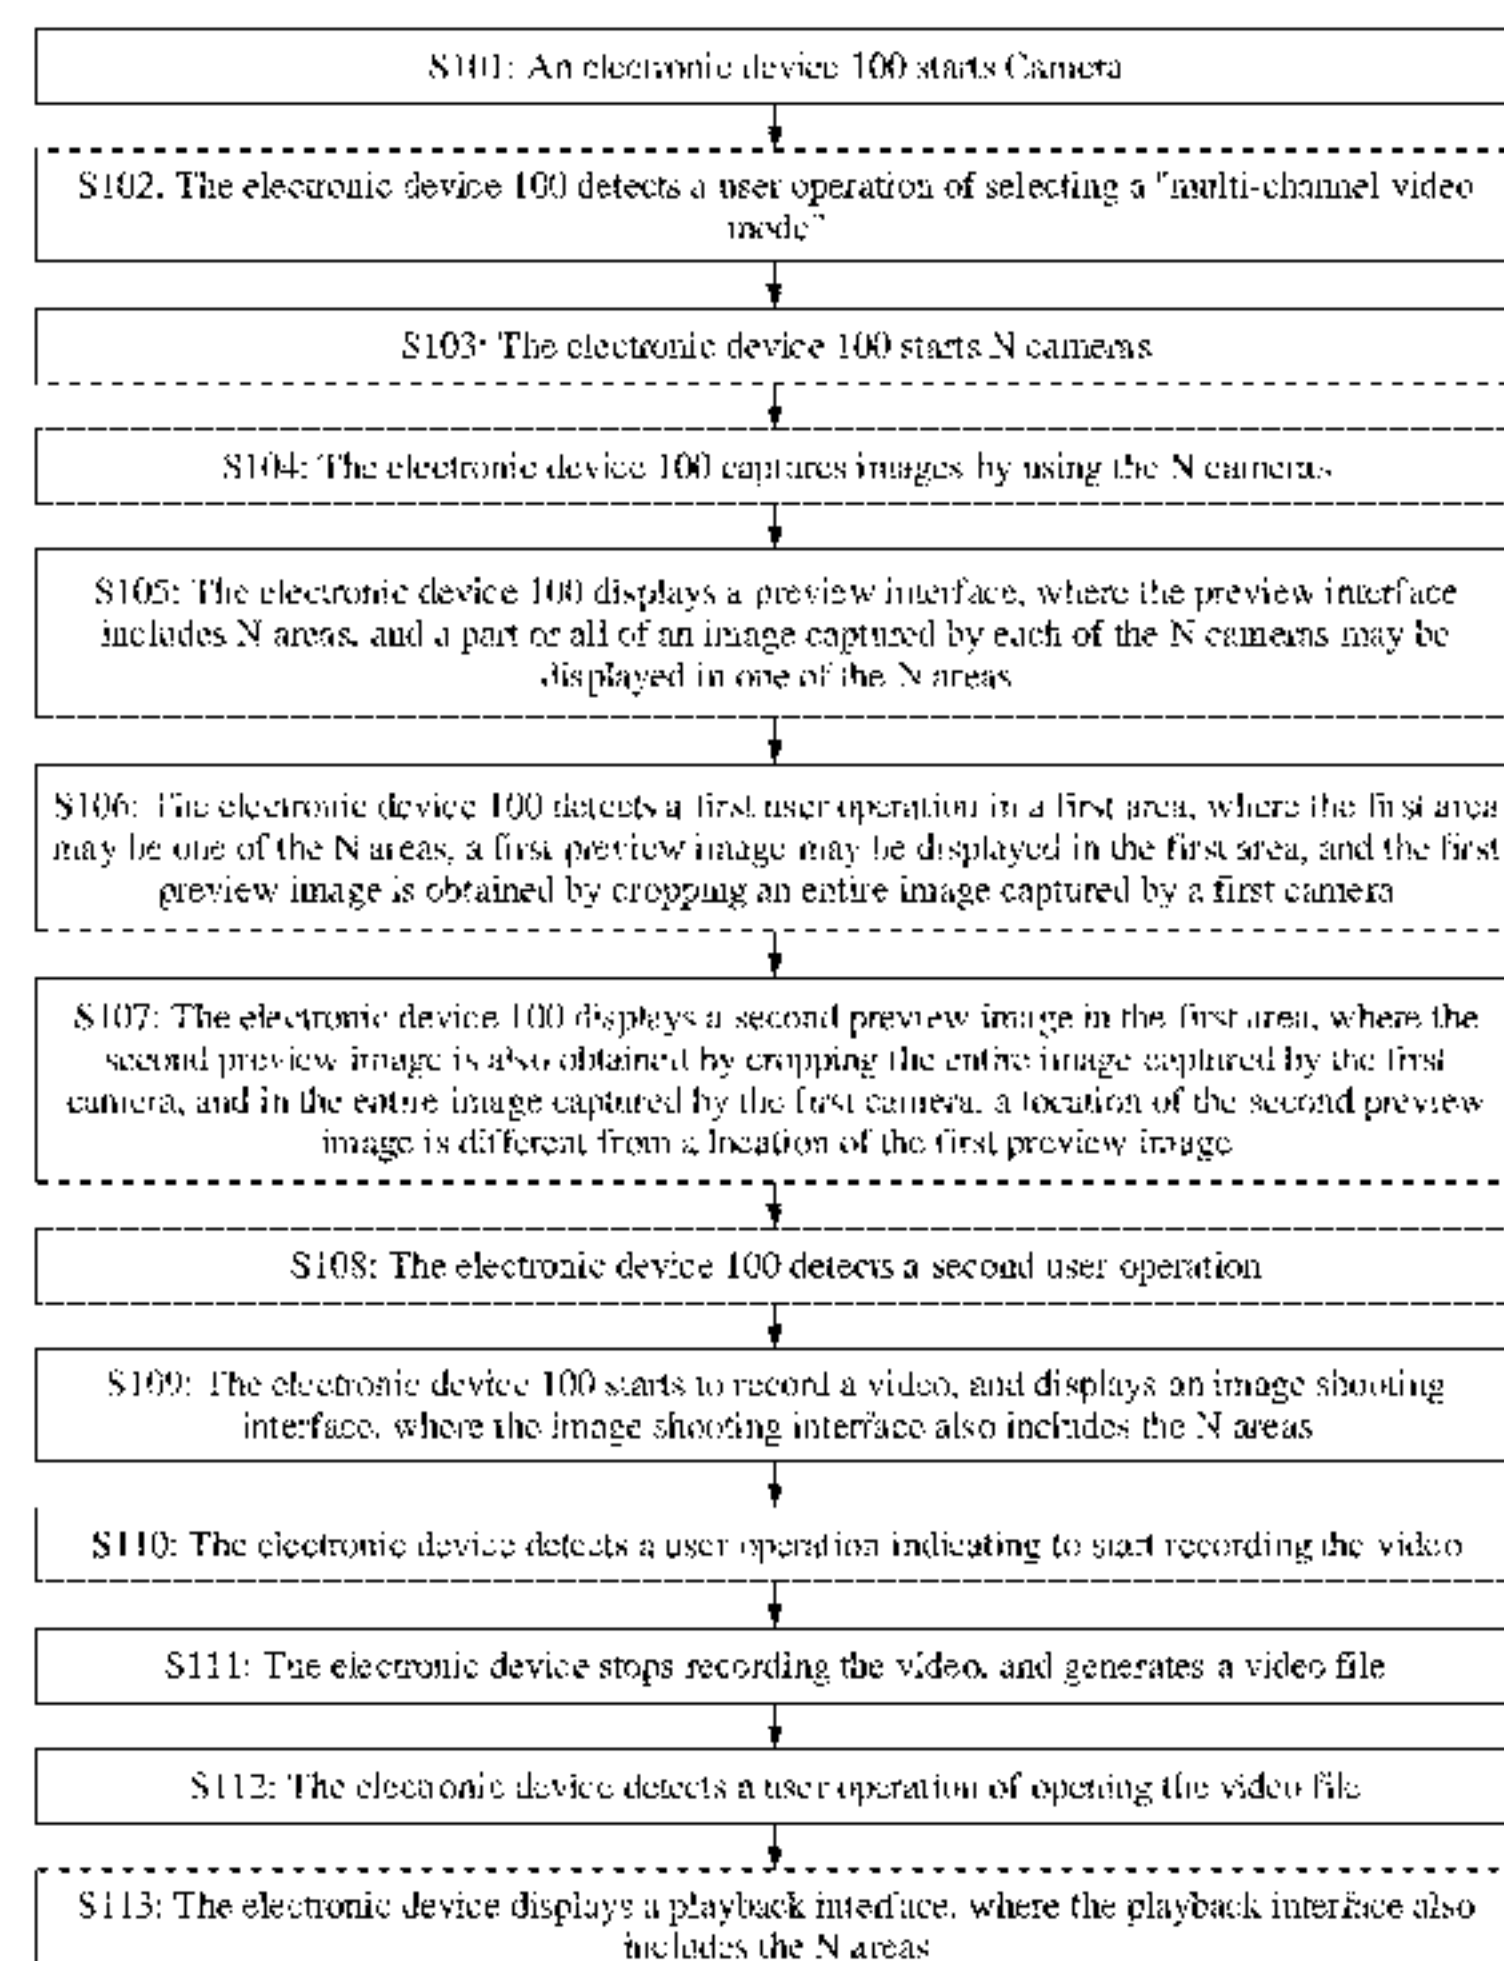 S101: An electronic device 100 starts Camera
S102. The electronic device 100 detects a user operation of selecting a "multi-channel video
mode"
S103: The electronic device 100 starts N cameras
S104: The electronic device 100 captures images by using the N cameras
S105: The electronic device 100 displays a preview interface, where the preview interface
includes N areas, and a part or all of an image captured by each of the N cameras may be
displayed in one of the N areas
S106: The electronic device 100 detects a first user operation in a first area, where the first area
may be one of the N areas, a first preview image may be displayed in the first area, and the first
preview image is obtained by cropping an entire image captured by a first camera
S107: The electronic device 100 displays a second preview image in the first area, where the
second preview image is also obtained by cropping the entire image captured by the first
camera, and in the entire image captured by the first camera, a location of the second preview
image is different from a location of the first preview image
S108: The electronic device 100 detects a second user operation
S109: The electronic device 100 starts to record a video, and displays an image shooting
interface, where the image shooting interface also includes the N areas
S110: The electronic device detects a user operation indicating to start recording the video
S111: The electronic device stops recording the video, and generates a video file
S112: The electronic device detects a user operation of opening the video file
S113: The electronic device displays a playback interface, where the playback interface also
includes the N areas